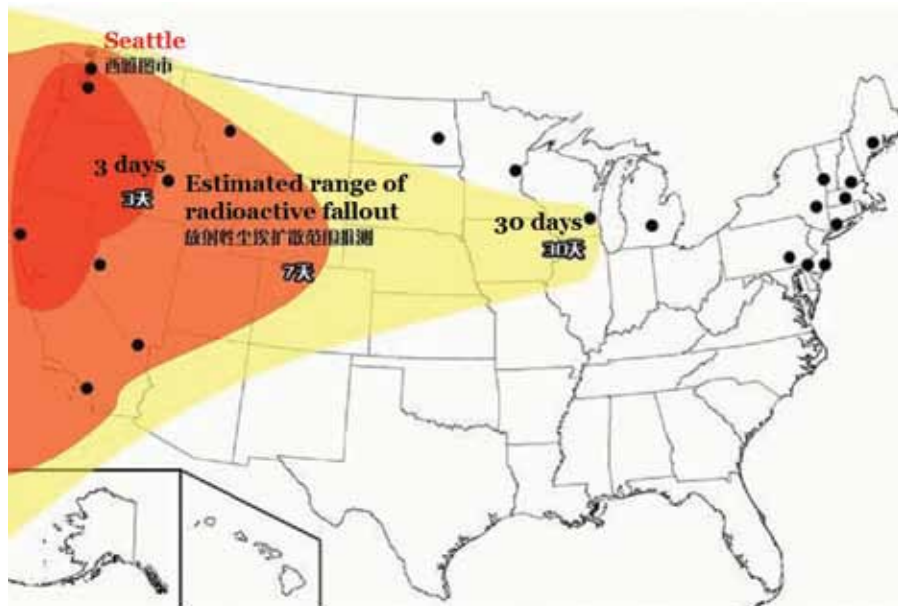 Seattle
西雅图市
3 days
3天
Estimated range of
radioactive fallout
放射性尘埃扩散范围推测
7天
30 days
30天